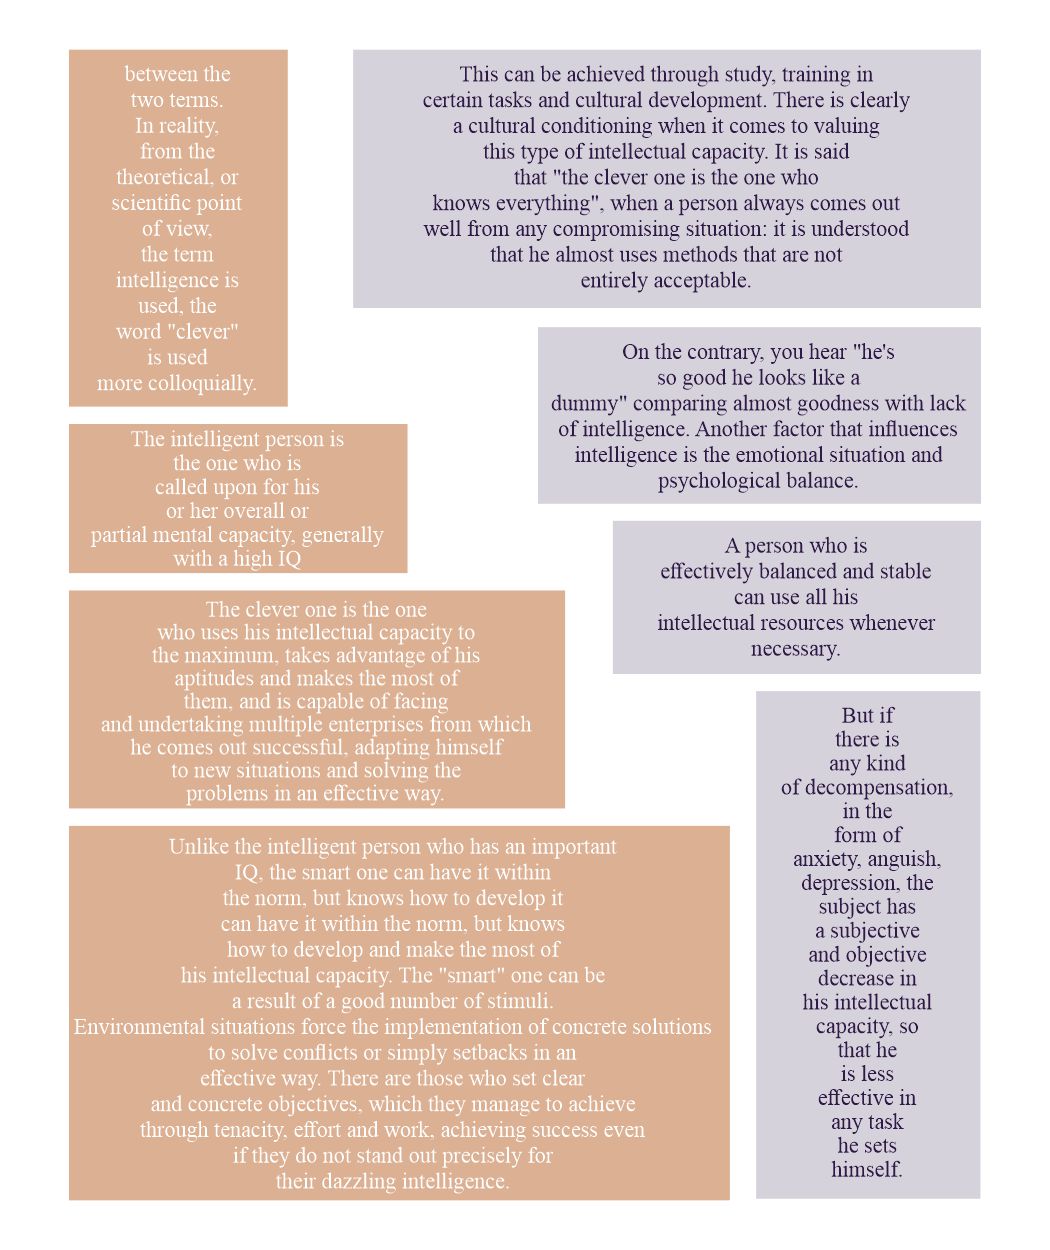 between the
two terms.
In reality,
from the
theoretical, or
scientific point
of view,
the term
intelligence is
used, the
word "clever"
is used
more colloquially.
The intelligent person is
the one who is
called upon for his
or her overall or
partial mental capacity, generally
with a high IQ
The clever one is the one
who uses his intellectual capacity to
the maximum, takes advantage of his
aptitudes and makes the most of
them, and is capable of facing
and undertaking multiple enterprises from which
he comes out successful, adapting himself
to new situations and solving the
problems in an effective way.
Unlike the intelligent person who has an important
IQ, the smart one can have it within
the norm, but knows how to develop it
can have it within the norm, but knows
how to develop and make the most of
his intellectual capacity. The "smart" one can be
a result of a good number of stimuli.
Environmental situations force the implementation of concrete solutions
to solve conflicts or simply setbacks in an
effective way. There are those who set clear
and concrete objectives, which they manage to achieve
through tenacity, effort and work, achieving success even
if they do not stand out precisely for
their dazzling intelligence.
This can be achieved through study, training in
certain tasks and cultural development. There is clearly
a cultural conditioning when it comes to valuing
this type of intellectual capacity. It is said
that "the clever one is the one who
knows everything", when a person always comes out
well from any compromising situation: it is understood
that he almost uses methods that are not
entirely acceptable.
On the contrary, you hear "he's
so good he looks like a
dummy" comparing almost goodness with lack
of intelligence. Another factor that influences
intelligence is the emotional situation and
psychological balance.
A person who is
effectively balanced and stable
can use all his
intellectual resources whenever
necessary.
But if
there is
any kind
of decompensation,
in the
form of
anxiety, anguish,
depression, the
subject has
a subjective
and objective
decrease in
his intellectual
capacity, so
that he
is less
effective in
any task
he sets
himself.